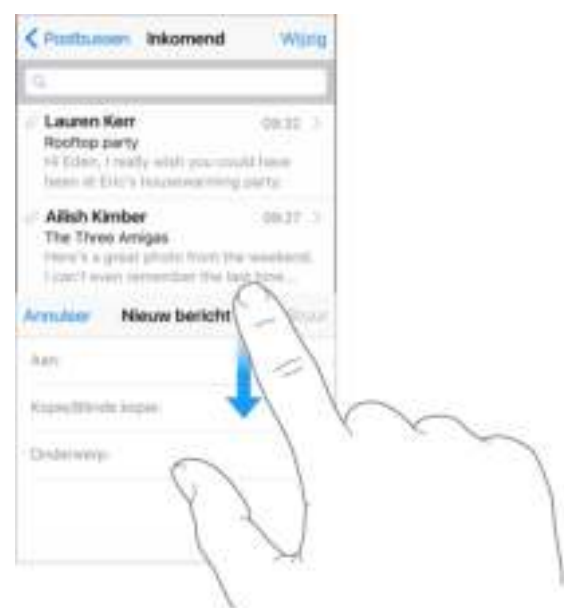 Postbussen Inkomend Wijzig
Lauren Kerr 09:32
Rooftop party
Hi Eden, I really wish you could have
been at Eric's housewarming party.
Ailish Kimber 09:27
The Three Amigas
Here's a great photo from the weekend.
I can't even remember the last time...
Annuleer Nieuw bericht
Aan:
Kopie/Blinde kopie:
Onderwerp: